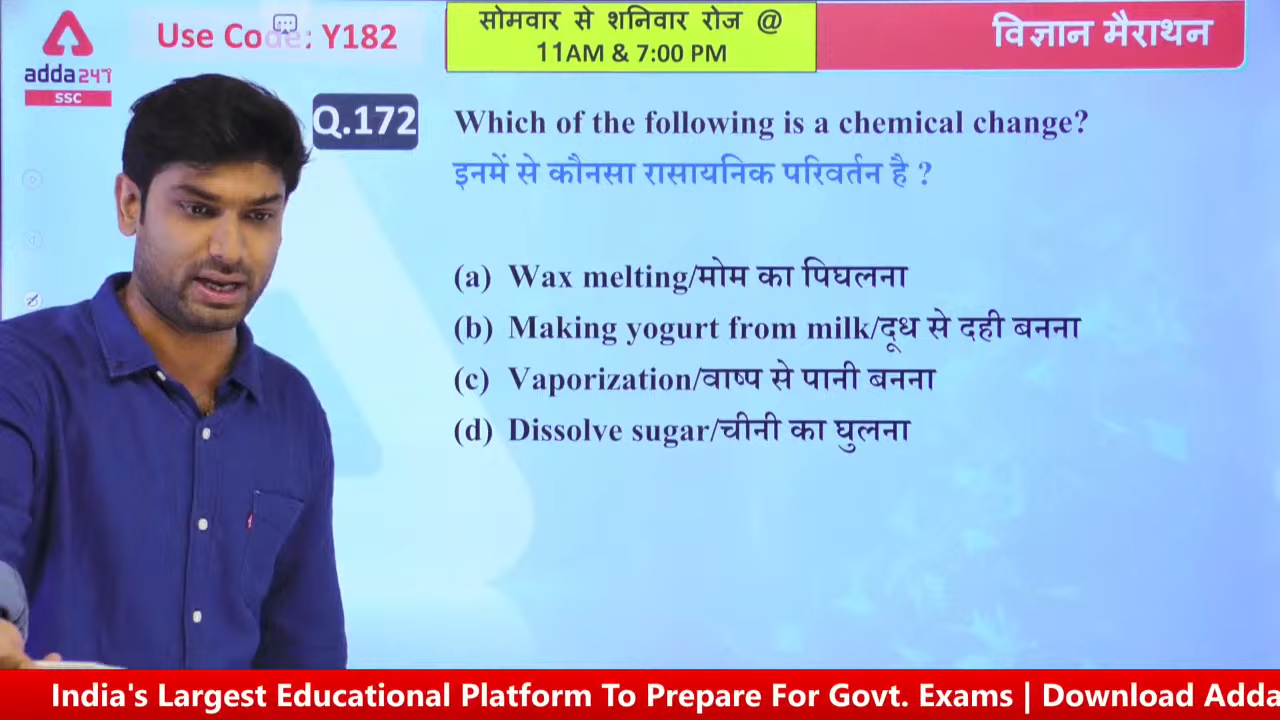 adda247
SSC
Use Code: Y182
सोमवार से शनिवार रोज @
11AM & 7:00 PM
विज्ञान मैराथन
Q.172 Which of the following is a chemical change?
इनमें से कौनसा रासायनिक परिवर्तन है ?
(a) Wax melting/मोम का पिघलना
(b) Making yogurt from milk/दूध से दही बनना
(c) Vaporization/वाष्प से पानी बनना
(d) Dissolve sugar/चीनी का घुलना
India's Largest Educational Platform To Prepare For Govt. Exams | Download Adda